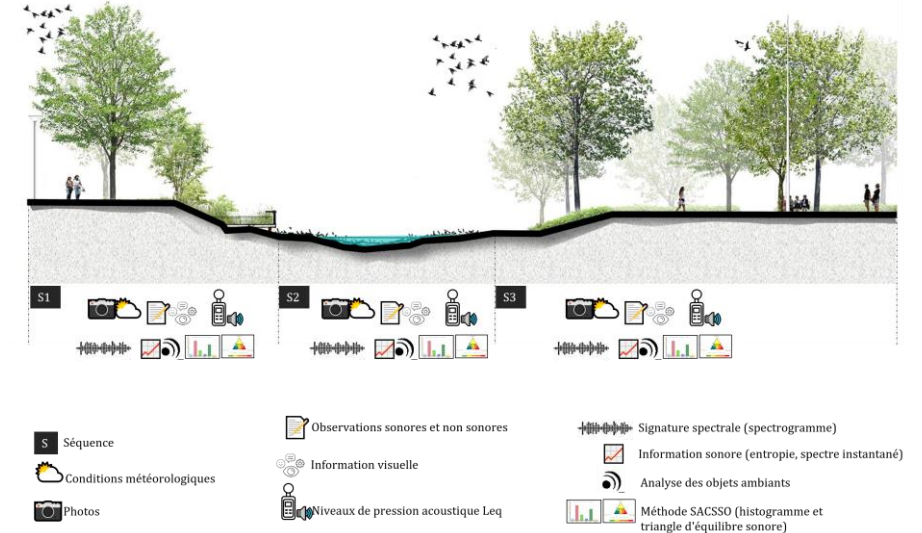 S1
S2
S3
S Séquence
Conditions météorologiques
Photos
Observations sonores et non sonores
Information visuelle
Niveaux de pression acoustique Leq
Signature spectrale (spectrogramme)
Information sonore (entropie, spectre instantané)
Analyse des objets ambiants
Méthode SACSSO (histogramme et
triangle d'équilibre sonore)